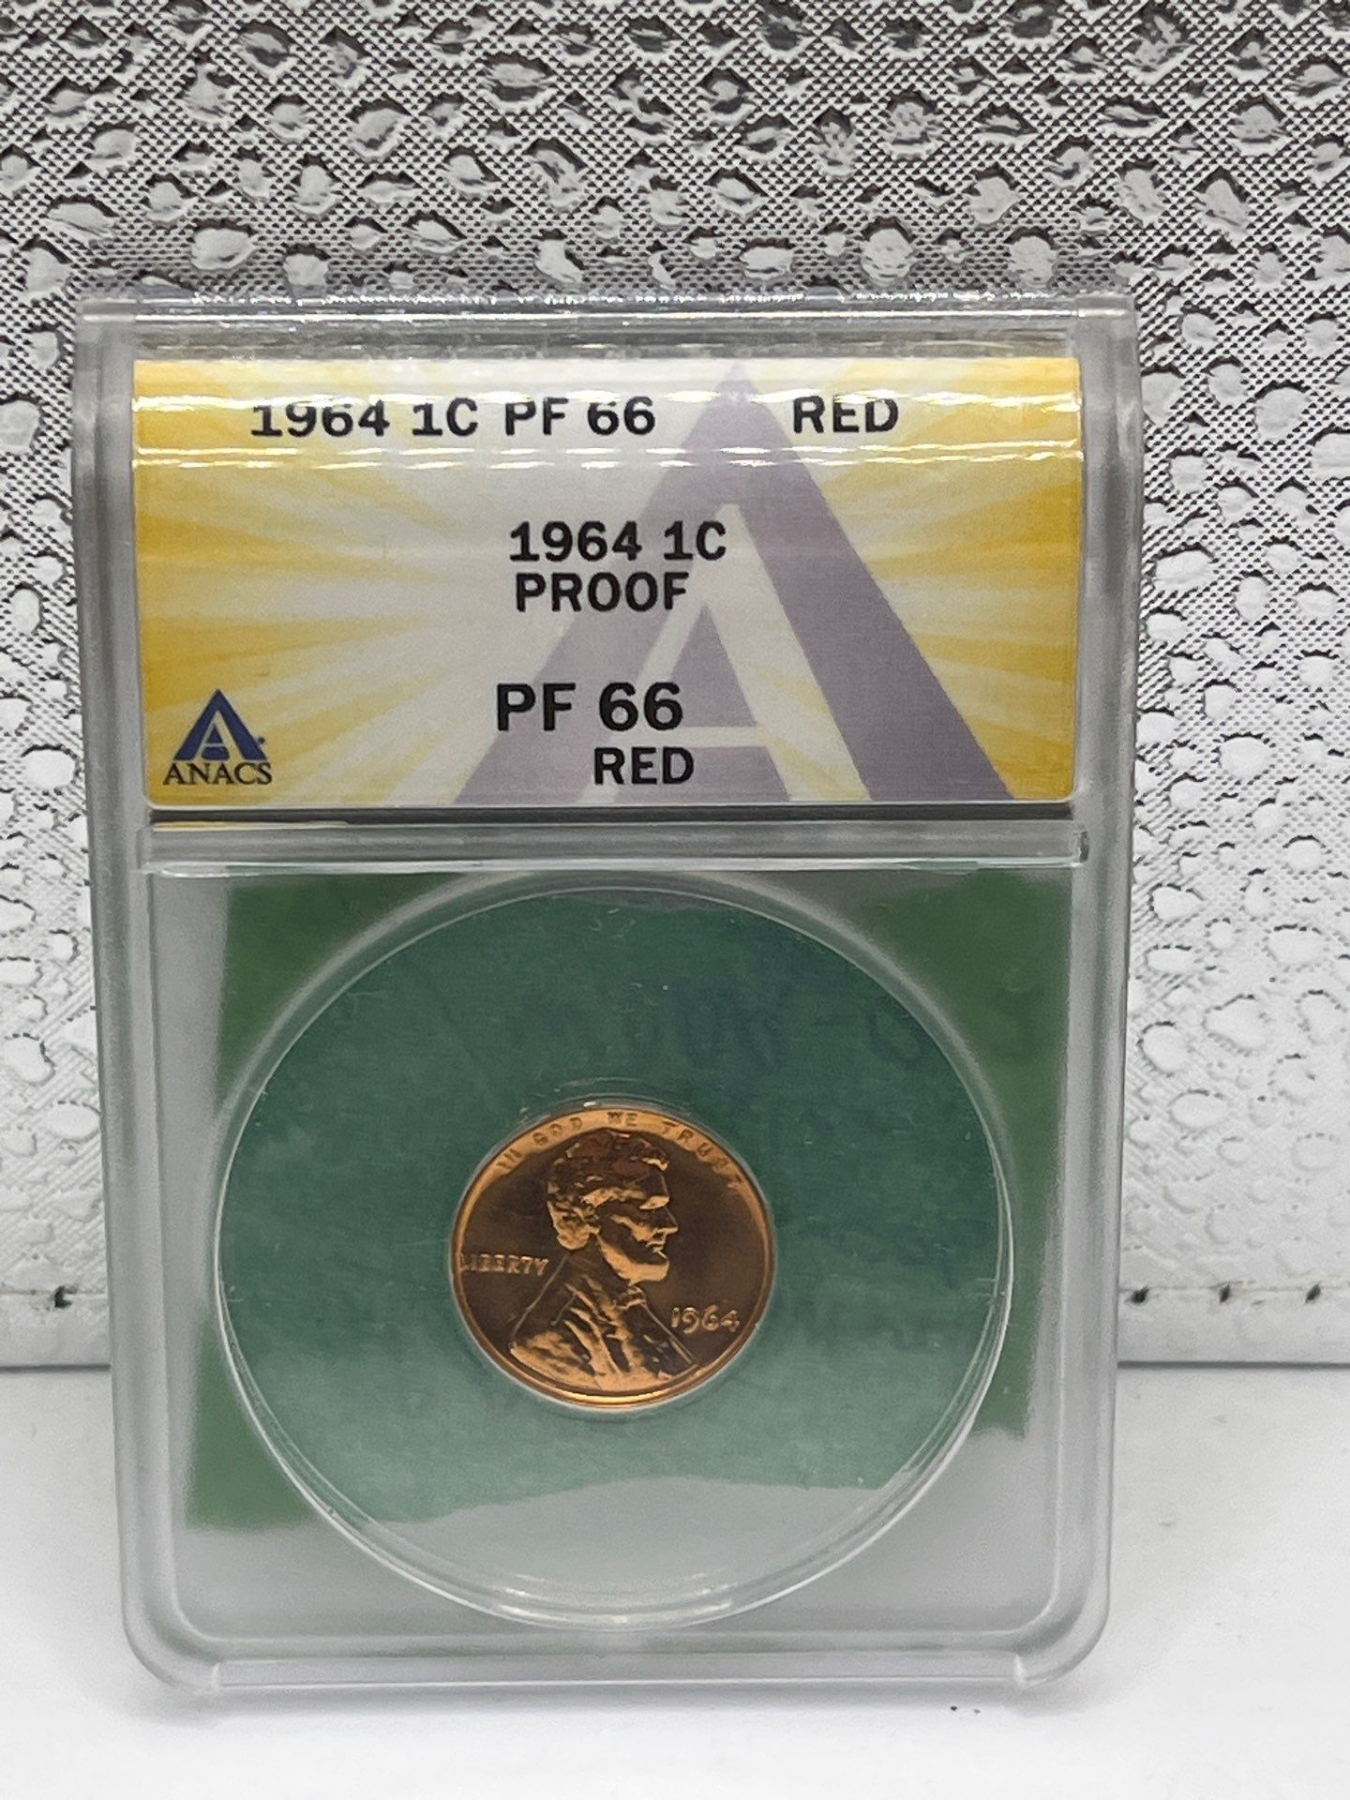 1964 1C PF 66 RED
1964 1C
PROOF
PF 66
RED
ANACS
IN GOD WE TRUST
LIBERTY
1964